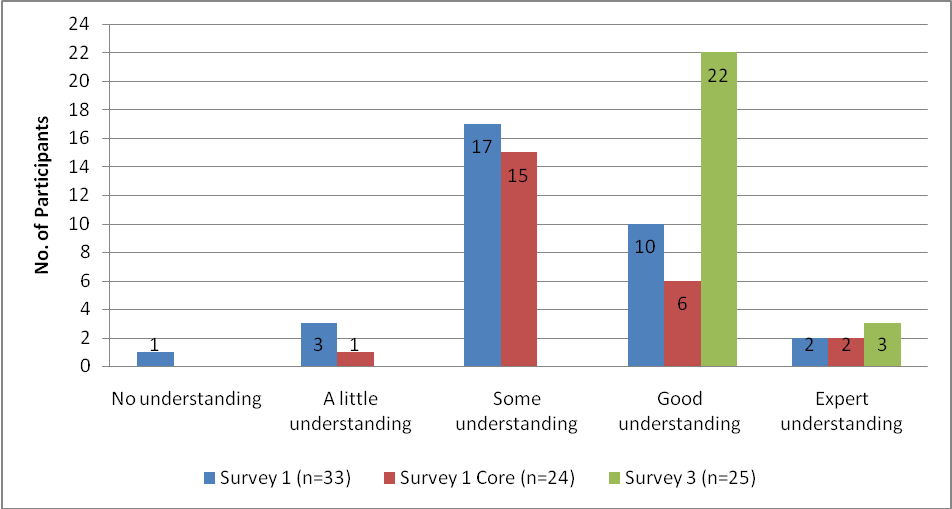 24
22
20
18
16
14
12
10
8
6
4
2
0
No. of Participants
1
3
1
17
15
10
6
22
2
2
3
No understanding
A little
understanding
Some
understanding
Good
understanding
Expert
understanding
Survey 1 (n=33)
Survey 1 Core (n=24)
Survey 3 (n=25)